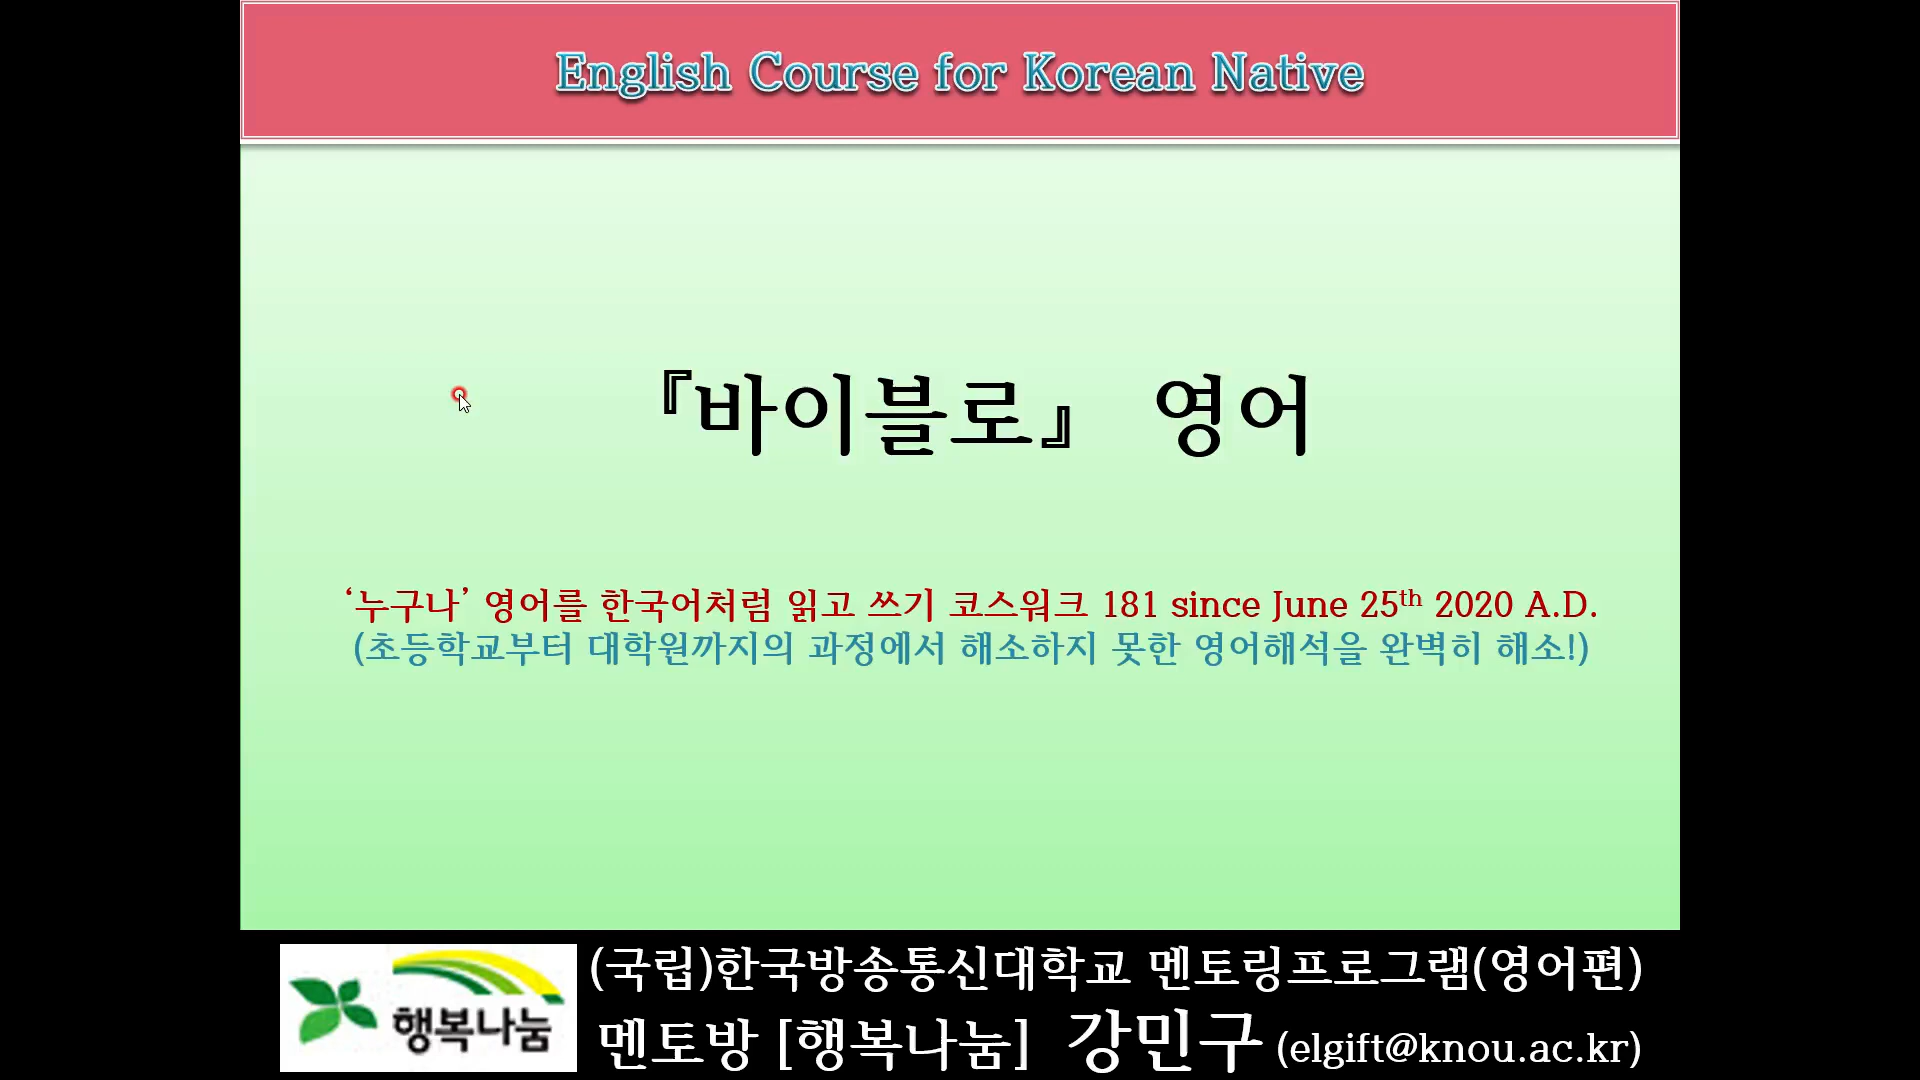 English Course for Korean Native
『바이블로』 영어
‘누구나’ 영어를 한국어처럼 읽고 쓰기 코스워크 181 since June 25th 2020 A.D.
(초등학교부터 대학원까지의 과정에서 해소하지 못한 영어해석을 완벽히 해소!)
행복나눔
(국립)한국방송통신대학교 멘토링프로그램(영어편)
멘토방 [행복나눔] 강민구 (elgift@knou.ac.kr)